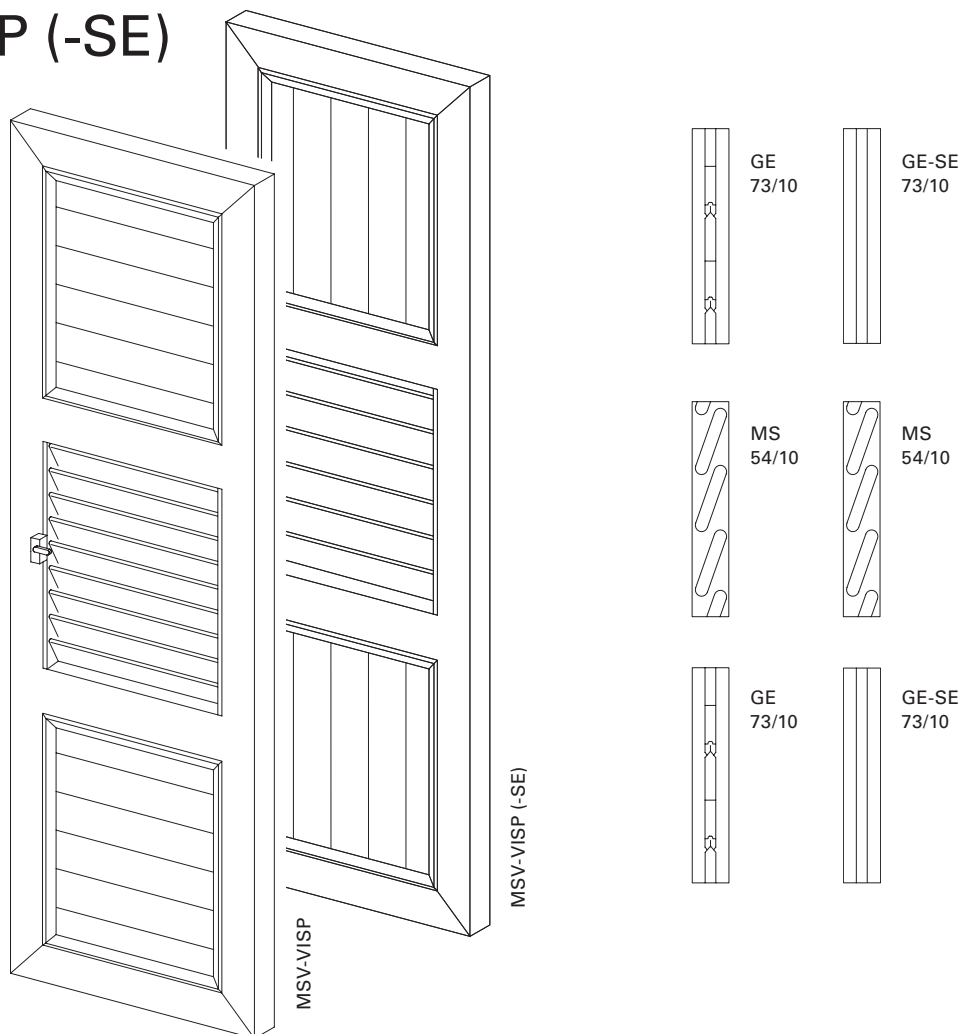 P (-SE)
GE
73/10
GE-SE
73/10
MS
54/10
MS
54/10
GE
73/10
GE-SE
73/10
MSV-VISP
MSV-VISP (-SE)